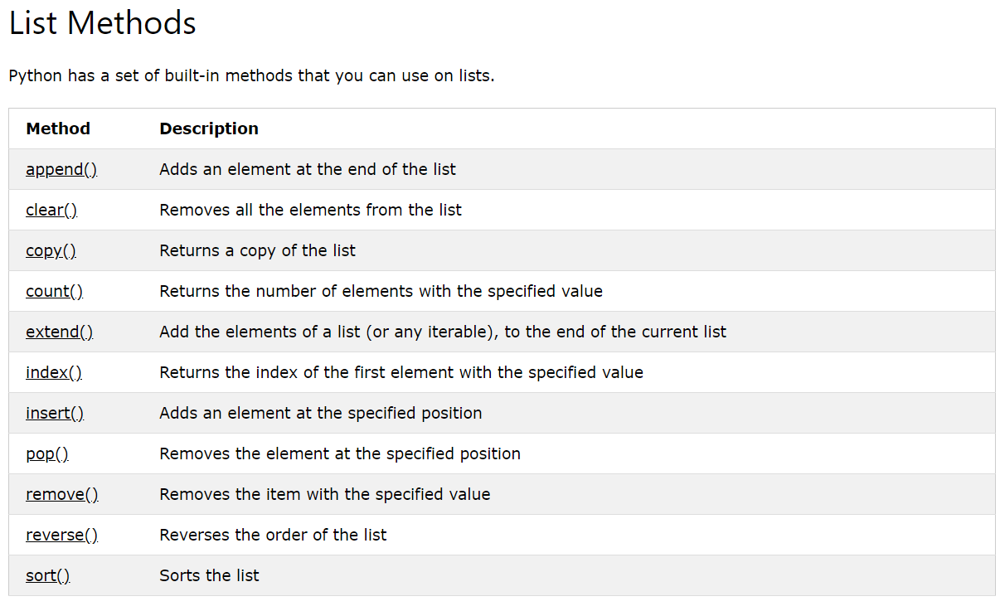 List Methods
Python has a set of built-in methods that you can use on lists.
Method Description
append() Adds an element at the end of the list
clear() Removes all the elements from the list
copy() Returns a copy of the list
count() Returns the number of elements with the specified value
extend() Add the elements of a list (or any iterable), to the end of the current list
index() Returns the index of the first element with the specified value
insert() Adds an element at the specified position
pop() Removes the element at the specified position
remove() Removes the item with the specified value
reverse() Reverses the order of the list
sort() Sorts the list